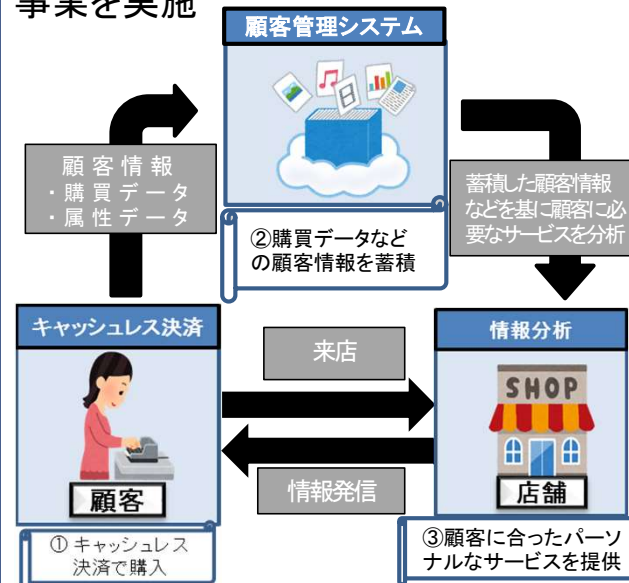 事業を実施
顧客管理システム
顧客情報
・購買データ
・属性データ
蓄積した顧客情報
などを基に顧客に必
要なサービスを分析
②購買データなど
の顧客情報を蓄積
キャッシュレス決済
来店
情報分析
SHOP
顧客
情報発信
店舗
①キャッシュレス
決済で購入
③顧客に合ったパーソ
ナルなサービスを提供